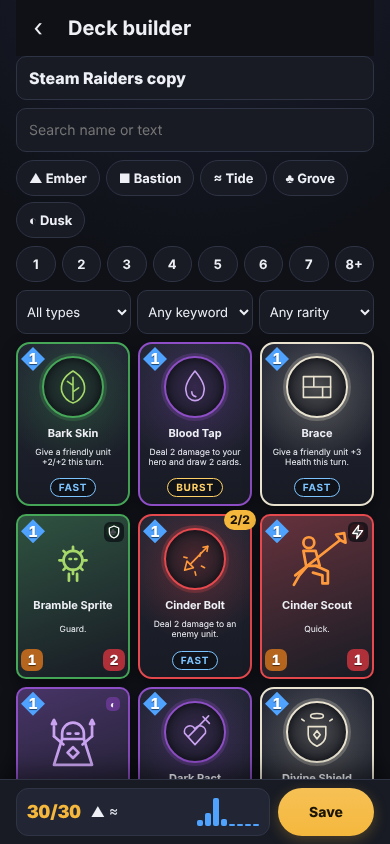 Deck builder
Steam Raiders copy
Search name or text
▲ Ember
■ Bastion
≈ Tide
♣ Grove
◖ Dusk
1 2 3 4 5 6 7 8+
All types
Any keyword
Any rarity
1
Bark Skin
Give a friendly unit
+2/+2 this turn.
FAST
1
Blood Tap
Deal 2 damage to your
hero and draw 2 cards.
BURST
1
Brace
Give a friendly unit +3
Health this turn.
FAST
1
Bramble Sprite
Guard.
1 2
2/2
1
Cinder Bolt
Deal 2 damage to an
enemy unit.
FAST
1
Cinder Scout
Quick.
1 1
1
1
Dark Pact
1
Divine Shield
30/30 ▲ ≈
Save